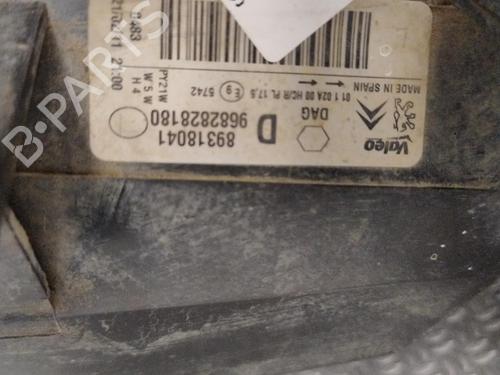 Valeo
MADE IN SPAIN
01 1 02A 00 HC/R PL 17,5
E9 5742
PY21W
W5W
H4
DAG
D
9682828180
89318041
B-PARTS